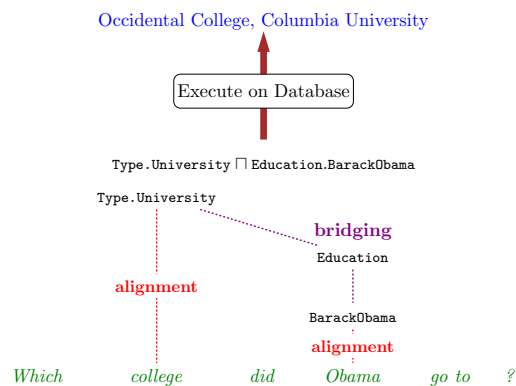 Occidental College, Columbia University
Execute on Database
Type.University ⊓ Education.BarackObama
Type.University
bridging
Education
alignment
BarackObama
alignment
Which college did Obama go to ?